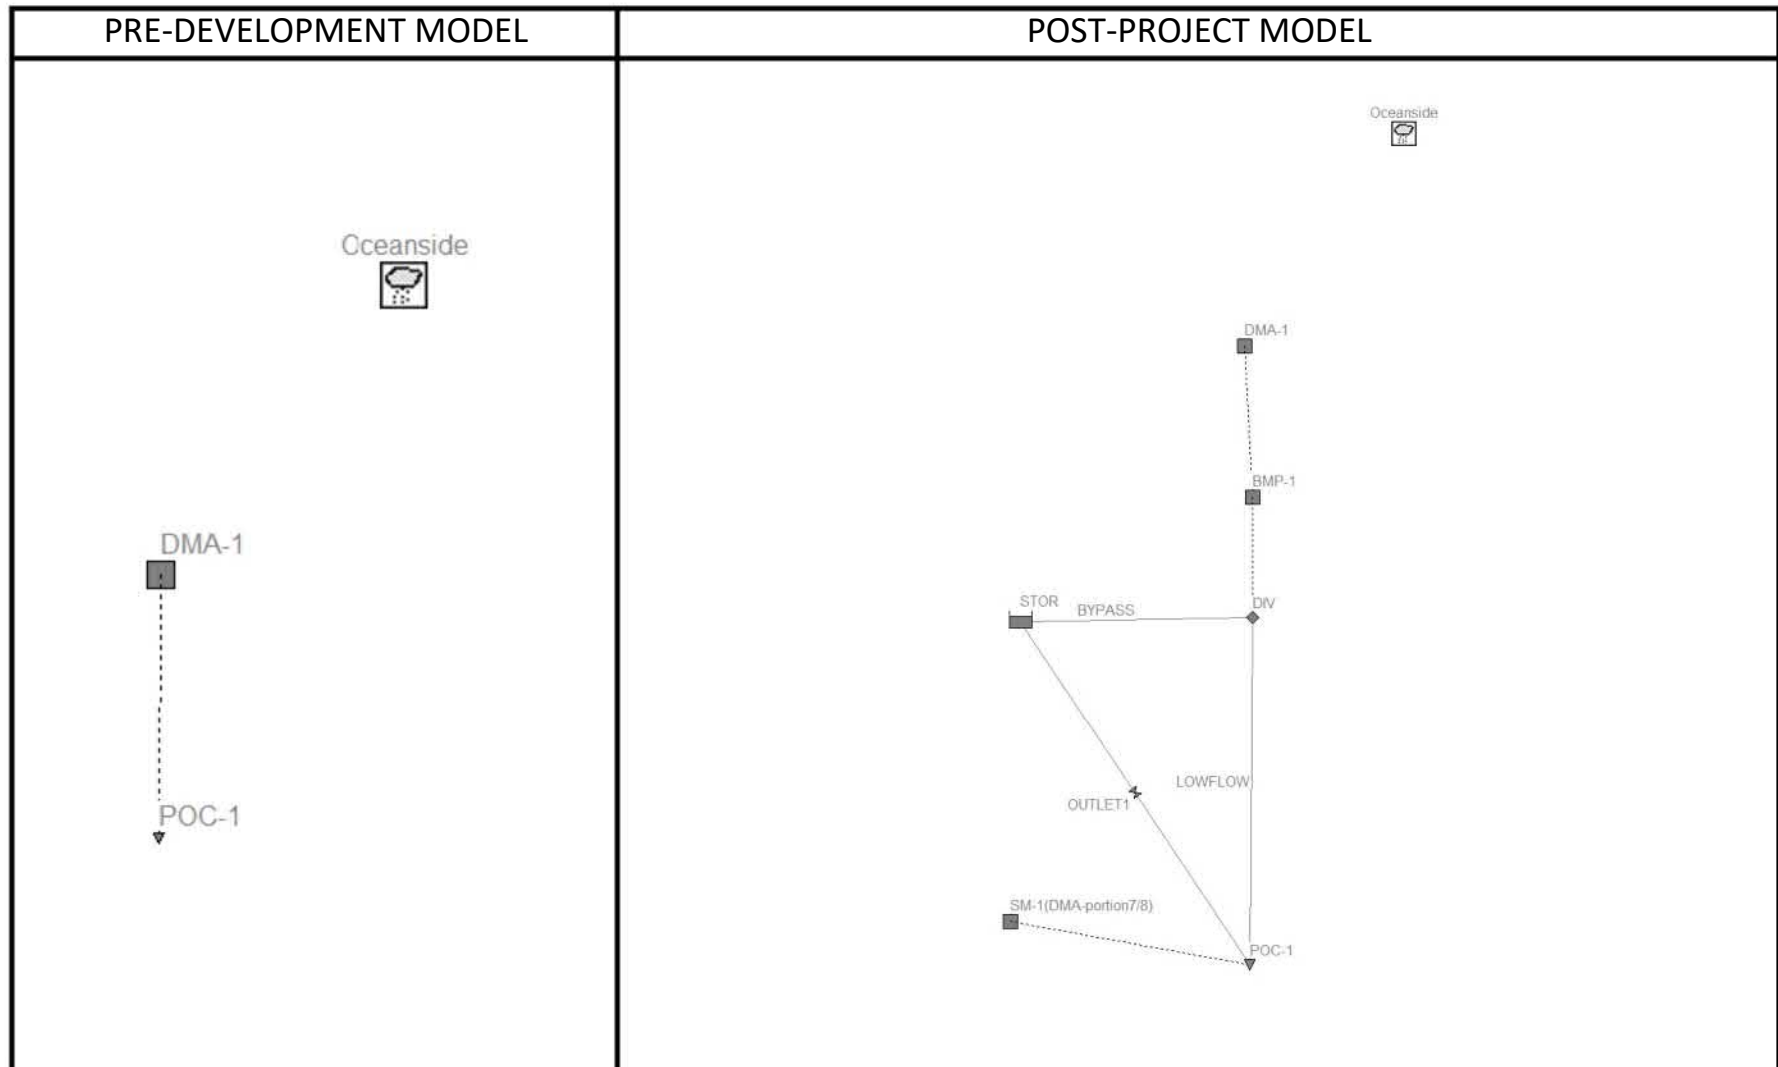 PRE-DEVELOPMENT MODEL
POST-PROJECT MODEL
Oceanside
DMA-1
POC-1
Oceanside
DMA-1
BMP-1
STOR
BYPASS
DIV
LOWFLOW
OUTLET1
SM-1(DMA-portion7/8)
POC-1